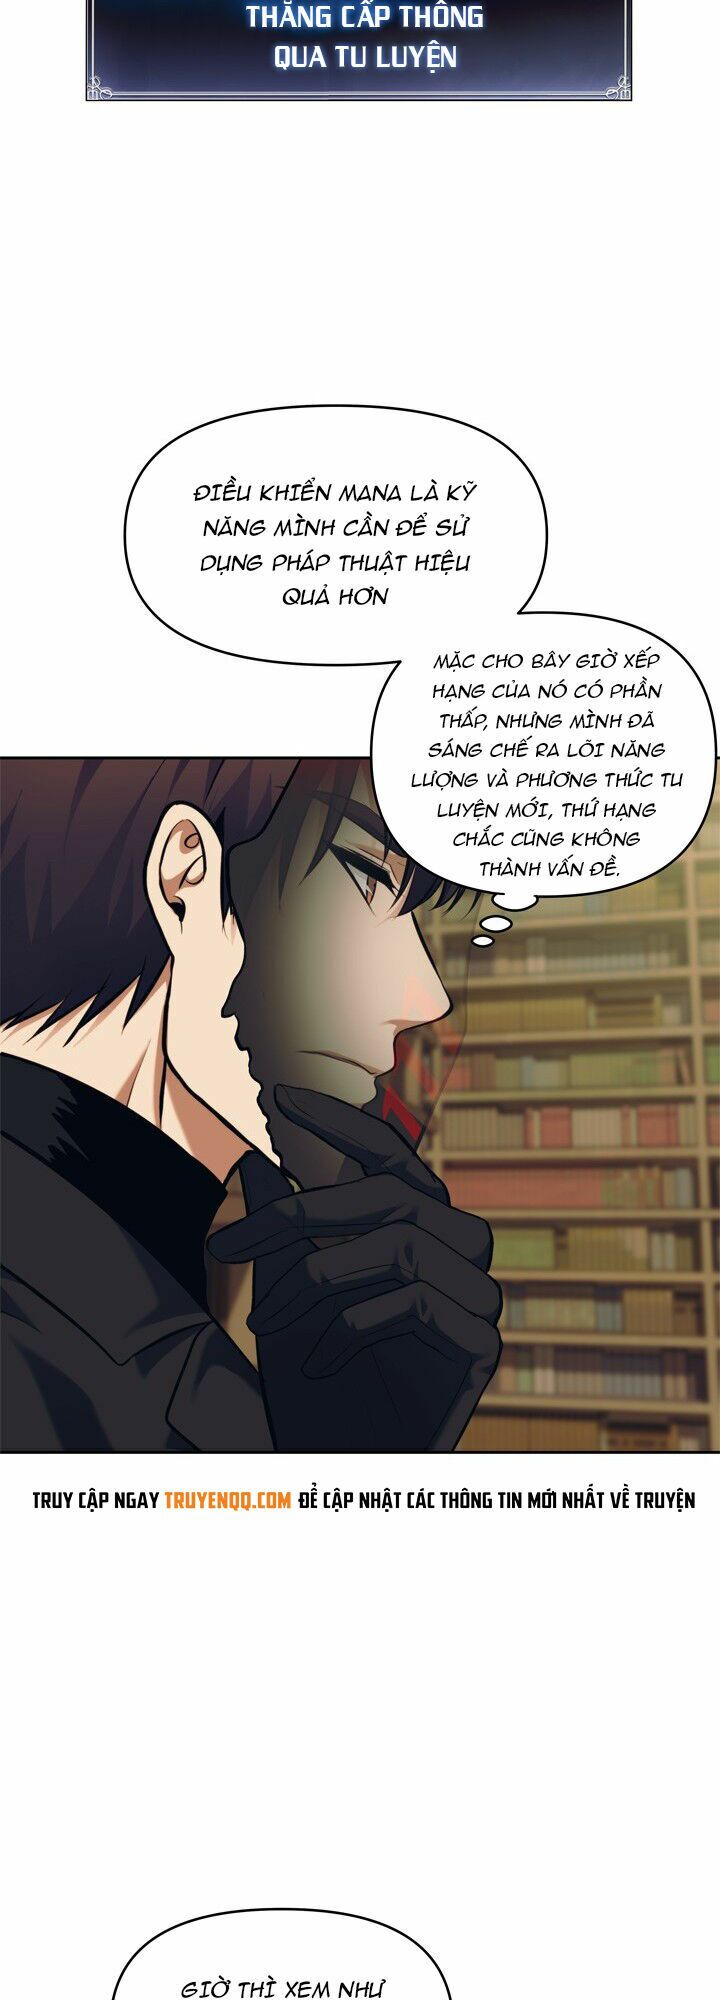 THĂNG CẤP THÔNG
QUA TU LUYỆN
ĐIỀU KHIỂN MANA LÀ KỸ
NĂNG MÌNH CẦN ĐỂ SỬ
DỤNG PHÁP THUẬT HIỆU
QUẢ HƠN
MẶC CHO BÂY GIỜ XẾP
HẠNG CỦA NÓ CÓ PHẦN
THẤP, NHƯNG MÌNH ĐÃ
SÁNG CHẾ RA LÕI NĂNG
LƯỢNG VÀ PHƯƠNG THỨC TU
LUYỆN MỚI, THỨ HẠNG
CHẮC CŨNG KHÔNG
THÀNH VẤN ĐỀ.
TRUY CẬP NGAY TRUYENQQ.COM ĐỂ CẬP NHẬT CÁC THÔNG TIN MỚI NHẤT VỀ TRUYỆN
GIỜ THÌ XEM NHƯ